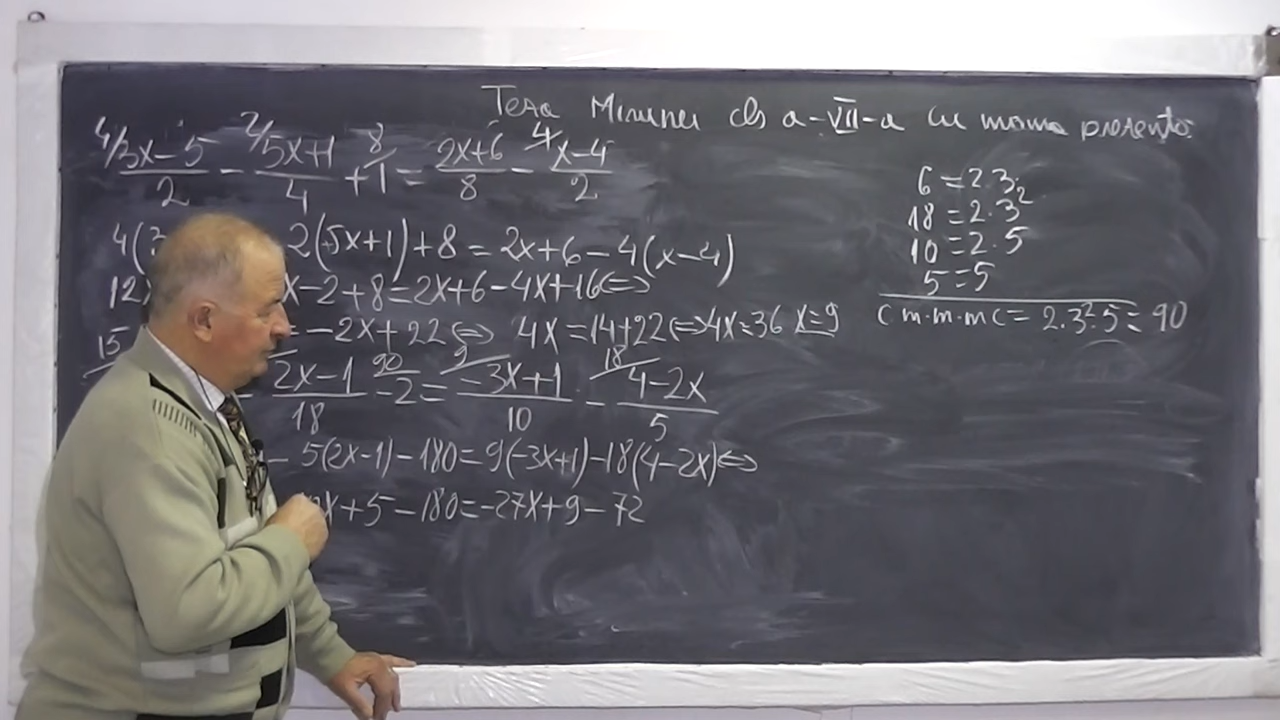 Teza Minunei cls a-VII-a cu mama prezenta.
4/ 3x-5/2 - 2/ 5x+1/4 + 8/ 1 = 2x+6/8 - 4/ x-4/2
4( 2(5x+1)+8=2x+6-4(x-4)
12x x-2+8=2x+6-4x+16⇔
=-2x+22⇔ 4x=14+22⇔4x=36 x=9
15 - 2x-1/18 90/ -2= 9/ -3x+1/10 - 18/ 4-2x/5
- 5(2x-1)-180=9(-3x+1)-18(4-2x)⇔
x+5-180=-27x+9-72
6=2.3
18=2.3²
10=2.5
5=5
c m.m.m c=2.3².5=90